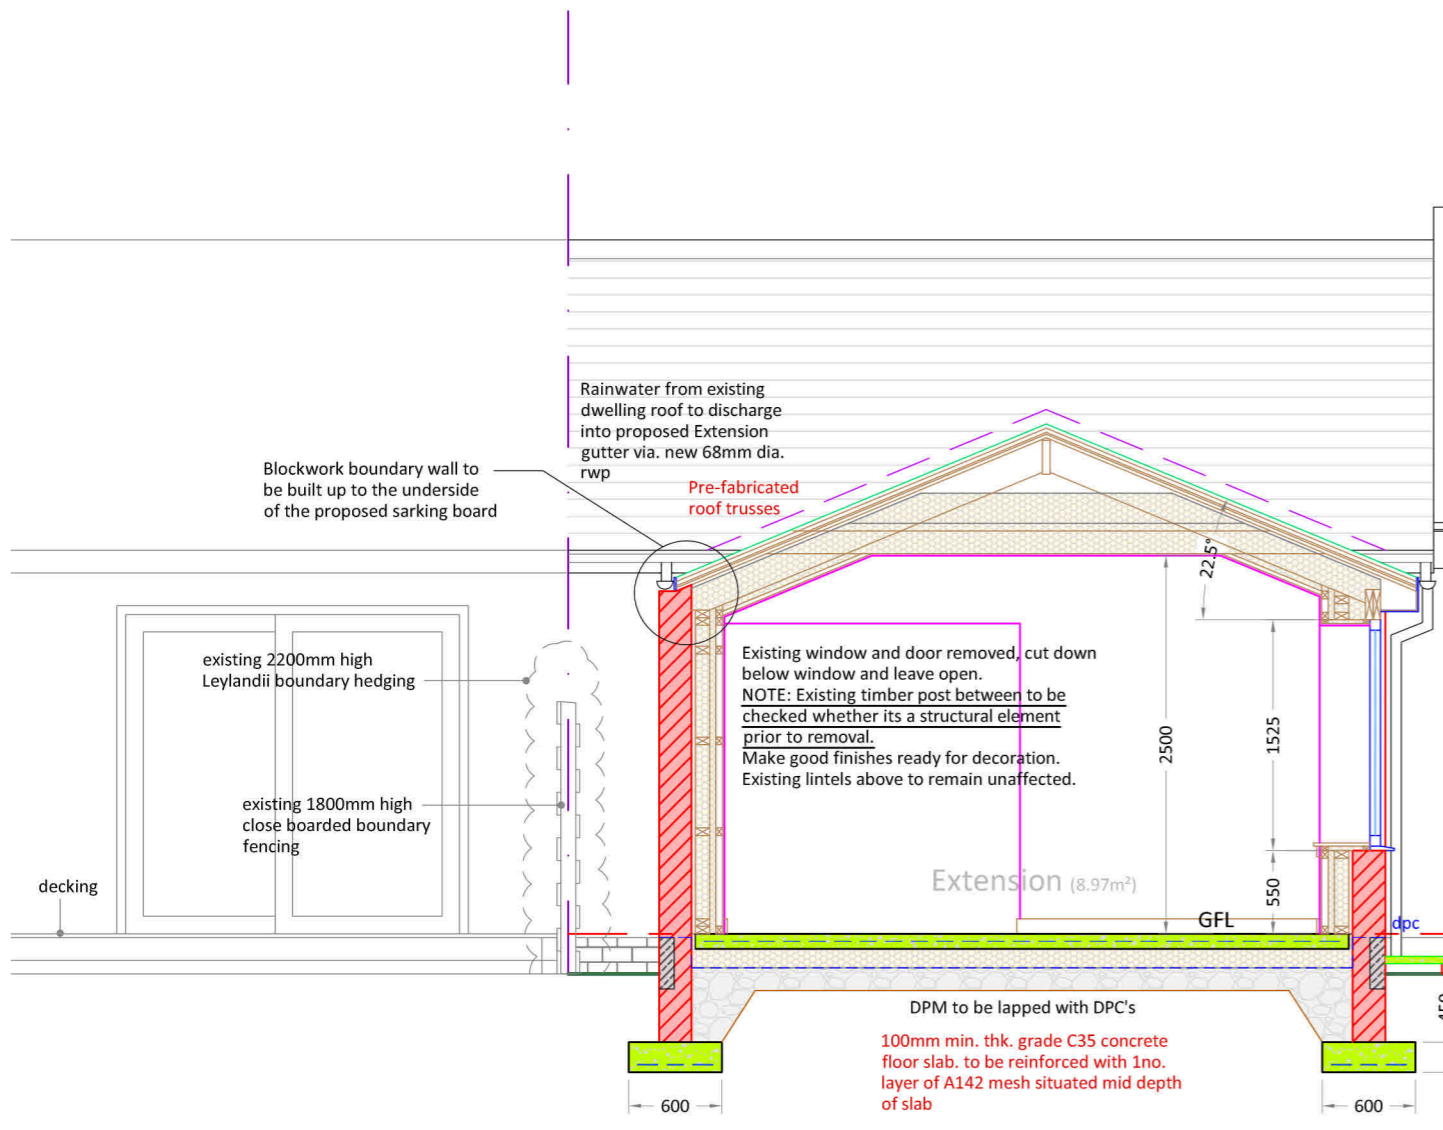 Rainwater from existing
dwelling roof to discharge
into proposed Extension
gutter via. new 68mm dia.
rwp
Blockwork boundary wall to
be built up to the underside
of the proposed sarking board
Pre-fabricated
roof trusses
22.5°
existing 2200mm high
Leylandii boundary hedging
Existing window and door removed, cut down
below window and leave open.
NOTE: Existing timber post between to be
checked whether its a structural element
prior to removal.
Make good finishes ready for decoration.
Existing lintels above to remain unaffected.
2500
1525
existing 1800mm high
close boarded boundary
fencing
decking
Extension (8.97m²)
550
GFL
dpc
DPM to be lapped with DPC's
450
100mm min. thk. grade C35 concrete
floor slab. to be reinforced with 1no.
layer of A142 mesh situated mid depth
of slab
600
600